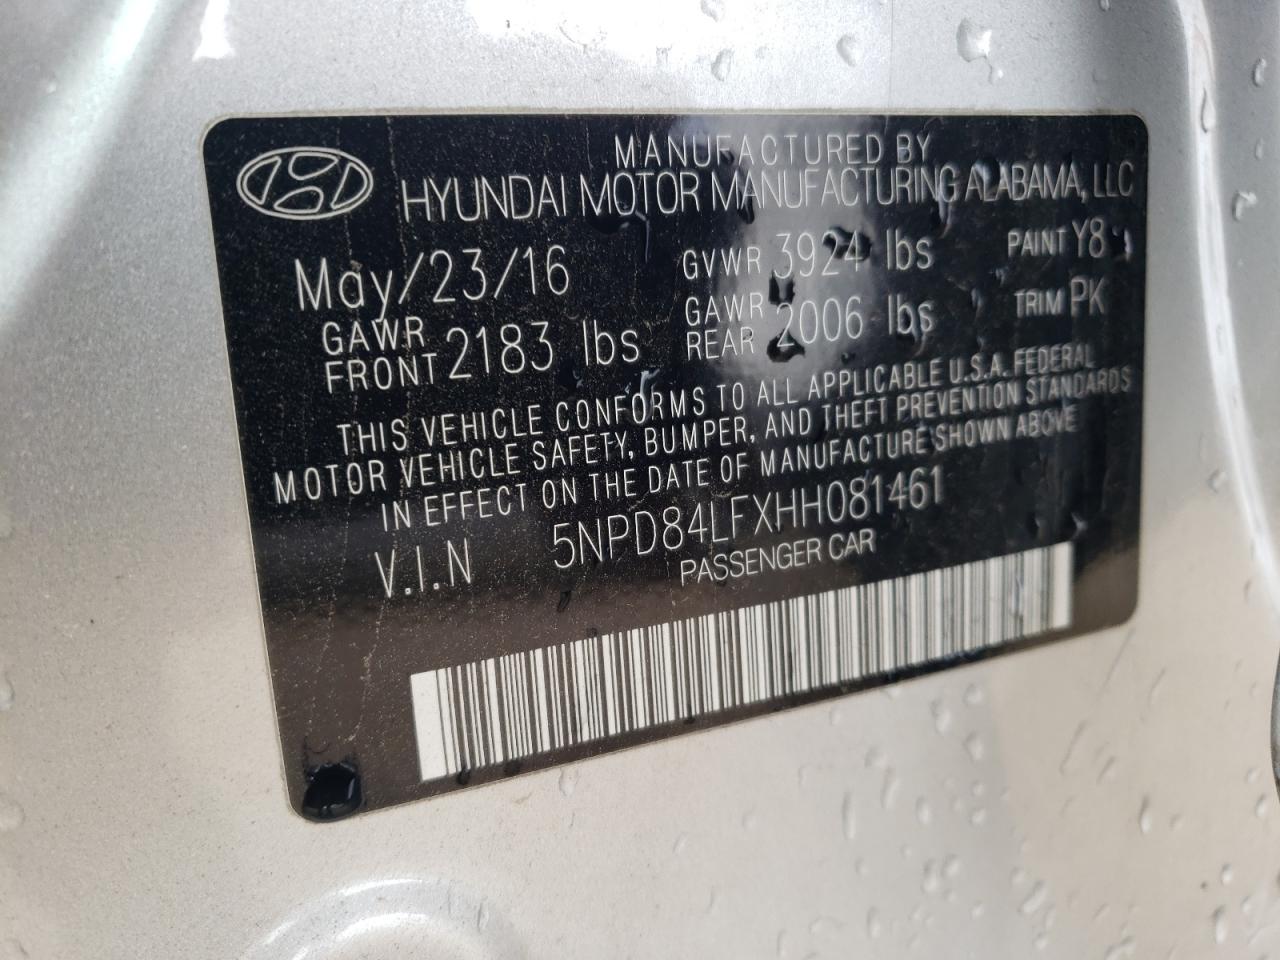 MANUFACTURED BY
HYUNDAI MOTOR MANUFACTURING ALABAMA, LLC
May/23/16 GVWR 3924 lbs PAINT
GAWR FRONT 2183 lbs GAWR REAR 2006 lbs TRIM PK
THIS VEHICLE CONFORMS TO ALL APPLICABLE U.S.A. FEDERAL
MOTOR VEHICLE SAFETY, BUMPER, AND THEFT PREVENTION STANDARDS
IN EFFECT ON THE DATE OF MANUFACTURE SHOWN ABOVE
V.I.N 5NPD84LFXHH081461
PASSENGER CAR